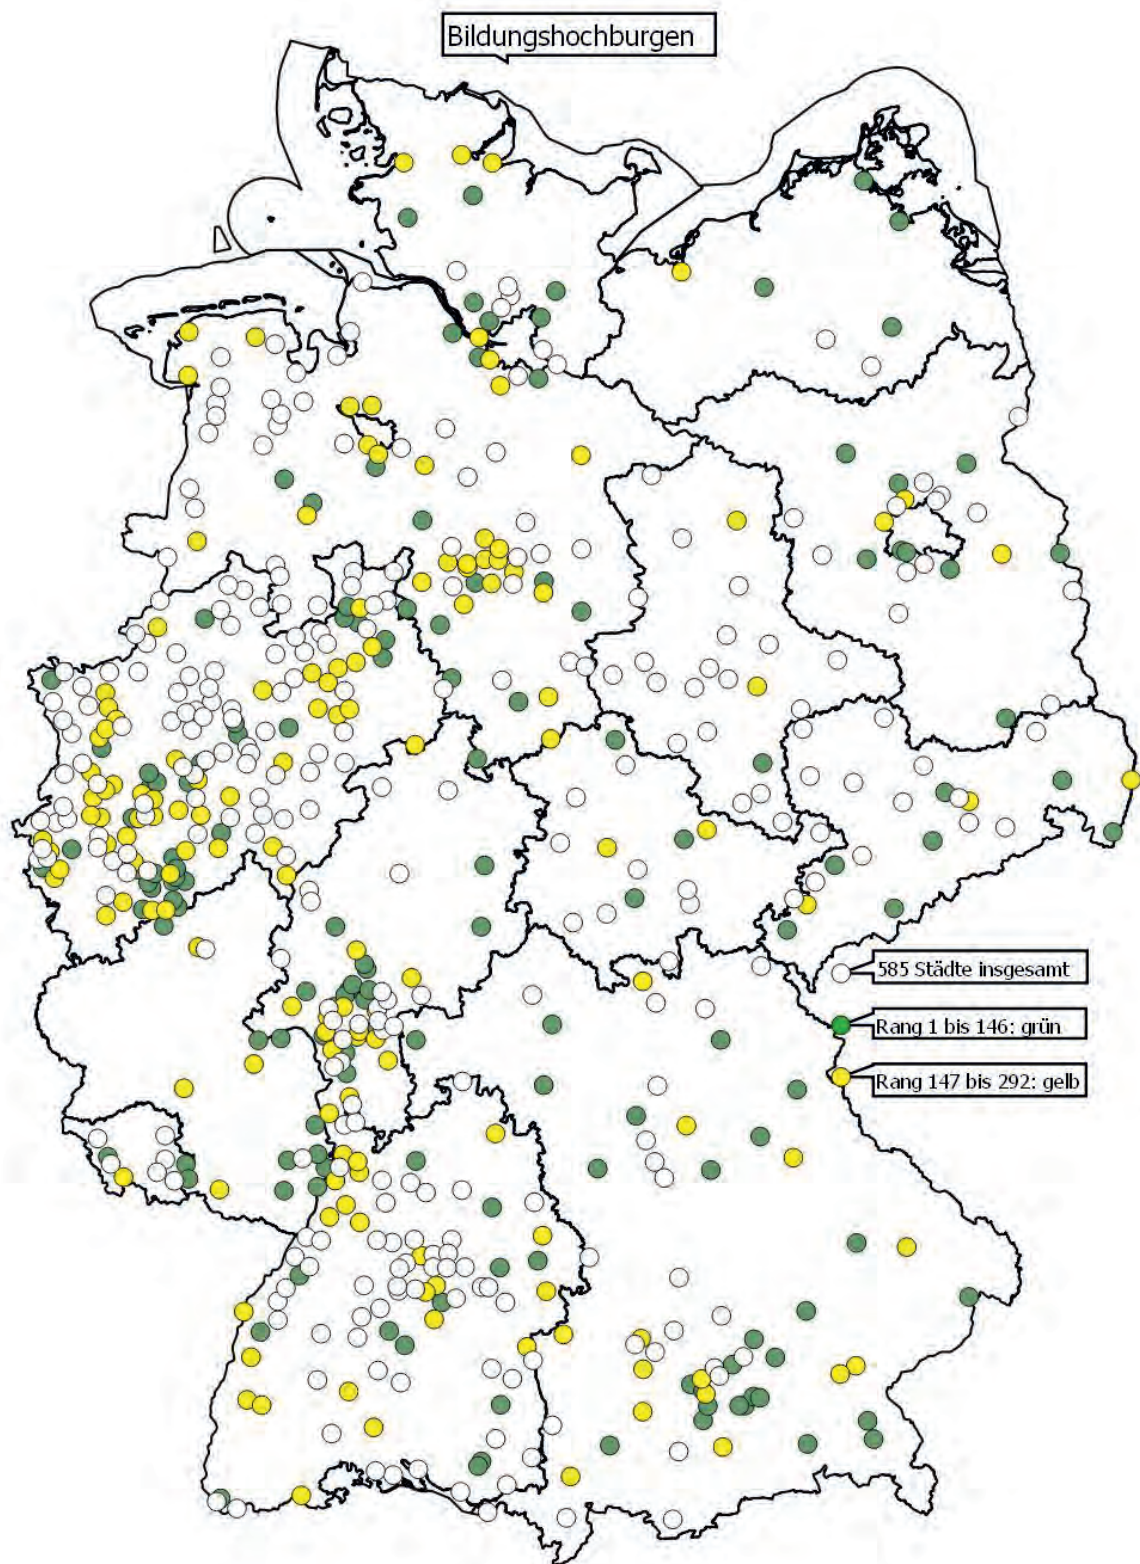 Bildungshochburgen
585 Städte insgesamt
Rang 1 bis 146: grün
Rang 147 bis 292: gelb